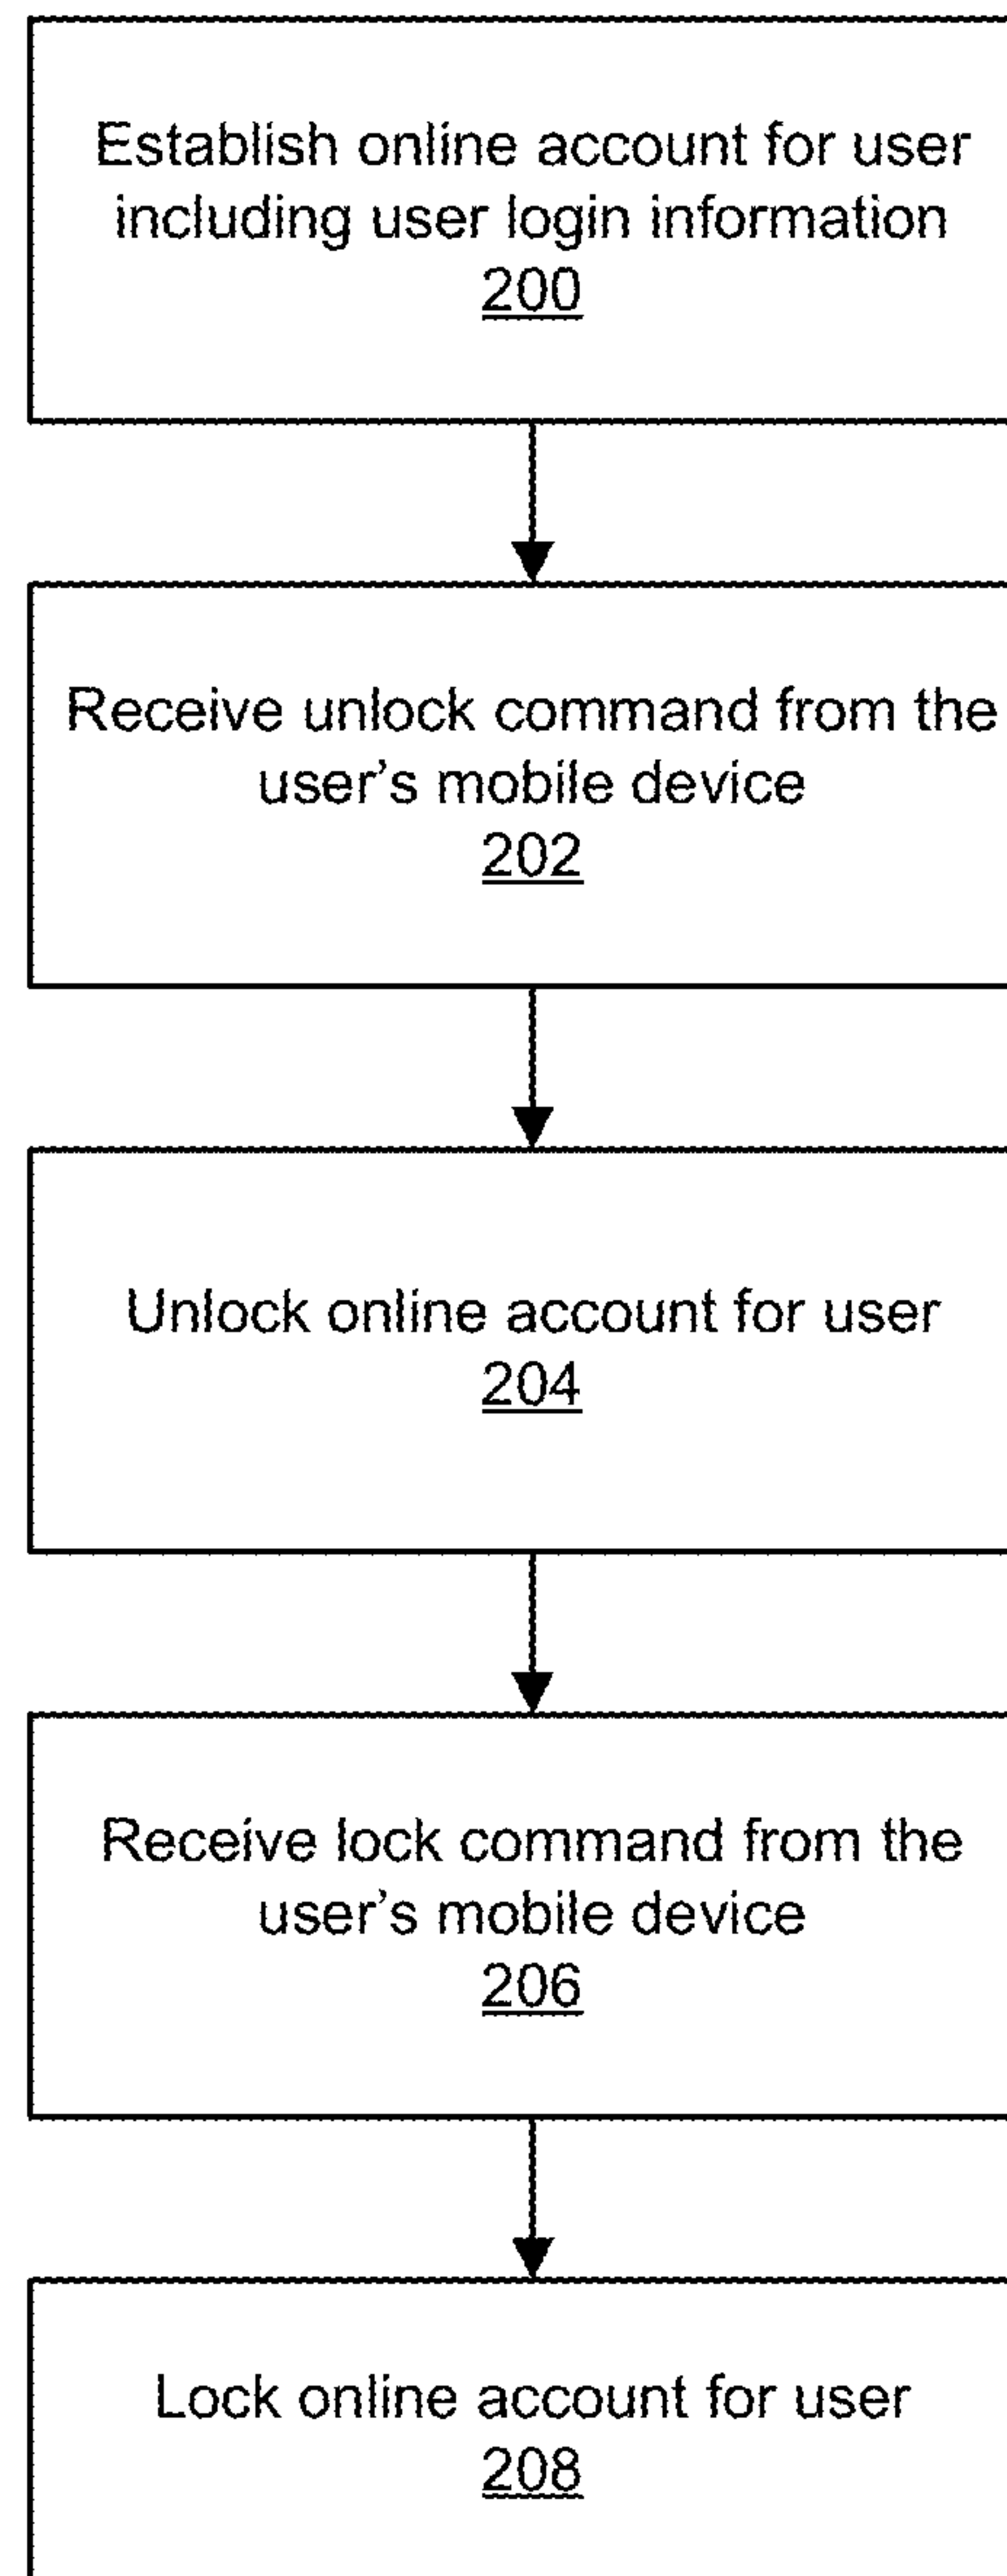 Establish online account for user
including user login information
200
Receive unlock command from the
user's mobile device
202
Unlock online account for user
204
Receive lock command from the
user's mobile device
206
Lock online account for user
208